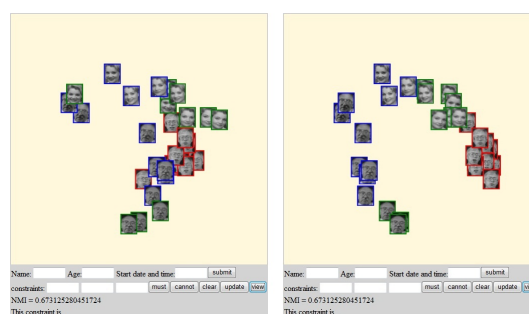 Name: Age: Start date and time: submit
constraints: must cannot clear update view
NMI = 0.673125280451724
This constraint is
Name: Age: Start date and time: submit
constraints: must cannot clear update
NMI = 0.673125280451724
This constraint is